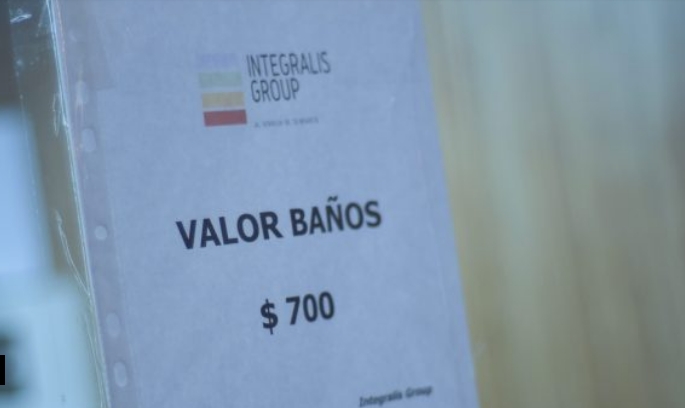 INTEGRALIS
GROUP
VALOR BAÑOS
$ 700
Integralis Group